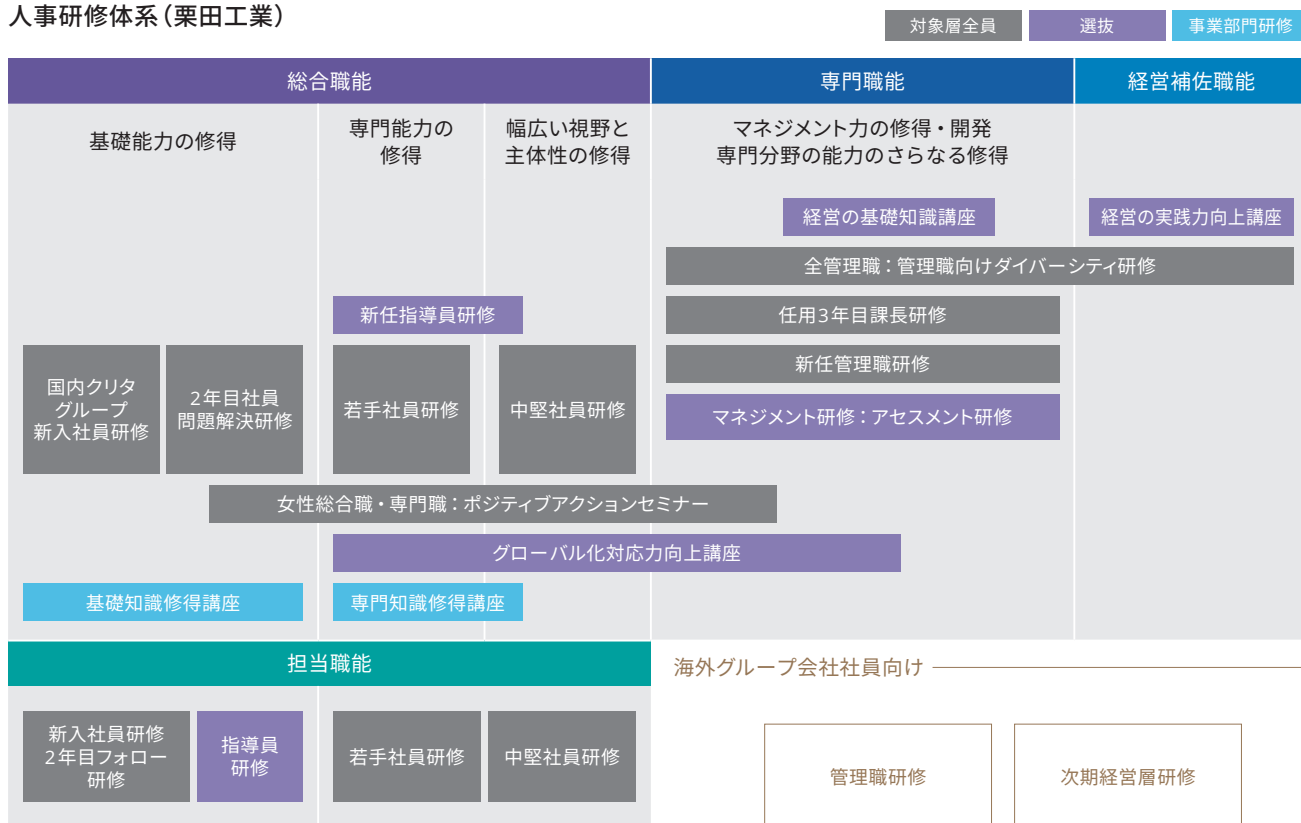 人事研修体系（栗田工業）
対象層全員
選抜
事業部門研修
総合職能
専門職能
経営補佐職能
基礎能力の修得
専門能力の
修得
幅広い視野と
主体性の修得
マネジメント力の修得・開発
専門分野の能力のさらなる修得
経営の基礎知識講座
経営の実践力向上講座
全管理職：管理職向けダイバーシティ研修
新任指導員研修
任用3年目課長研修
新任管理職研修
国内クリタ
グループ
新入社員研修
2年目社員
問題解決研修
若手社員研修
中堅社員研修
マネジメント研修：アセスメント研修
女性総合職・専門職：ポジティブアクションセミナー
グローバル化対応力向上講座
基礎知識修得講座
専門知識修得講座
担当職能
海外グループ会社社員向け
新入社員研修
2年目フォロー
研修
指導員
研修
若手社員研修
中堅社員研修
管理職研修
次期経営層研修